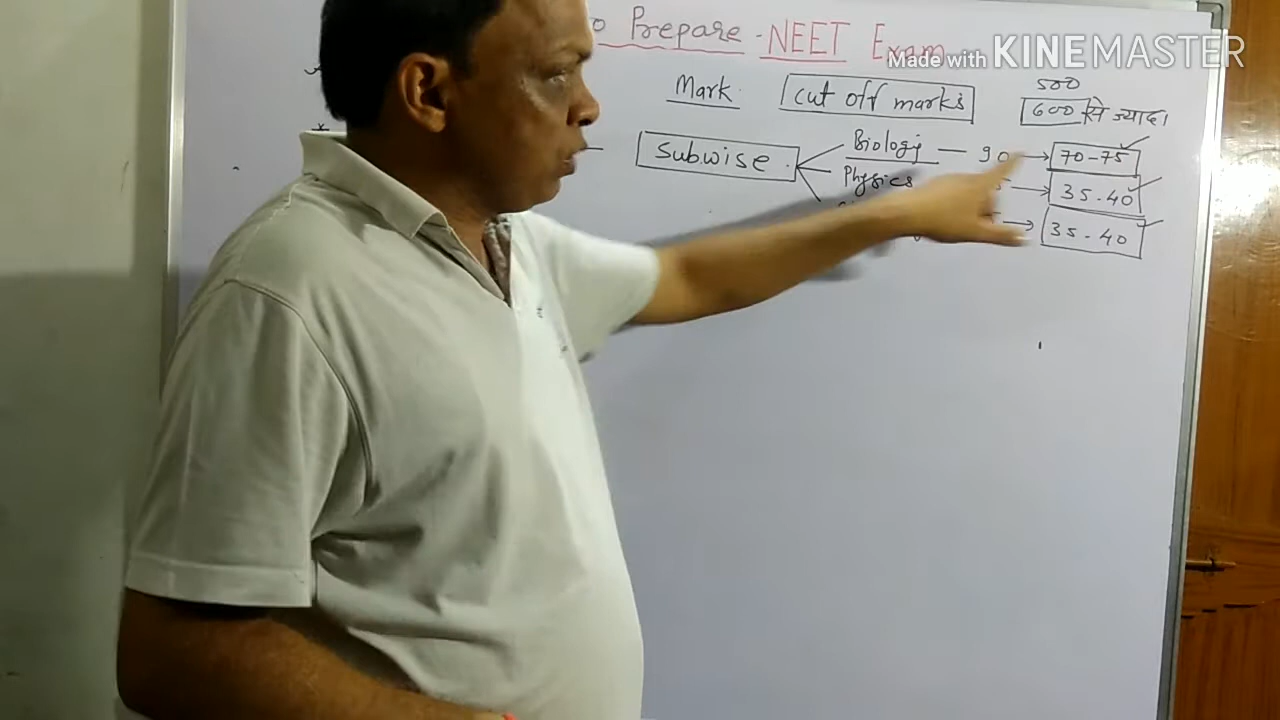 o Prepare - NEET Exam
Made with KINEMASTER
Mark cut off marks 500
600 से ज्यादा
Subwise Biology — 90 → 70-75
Physics → 35-40
→ 35-40